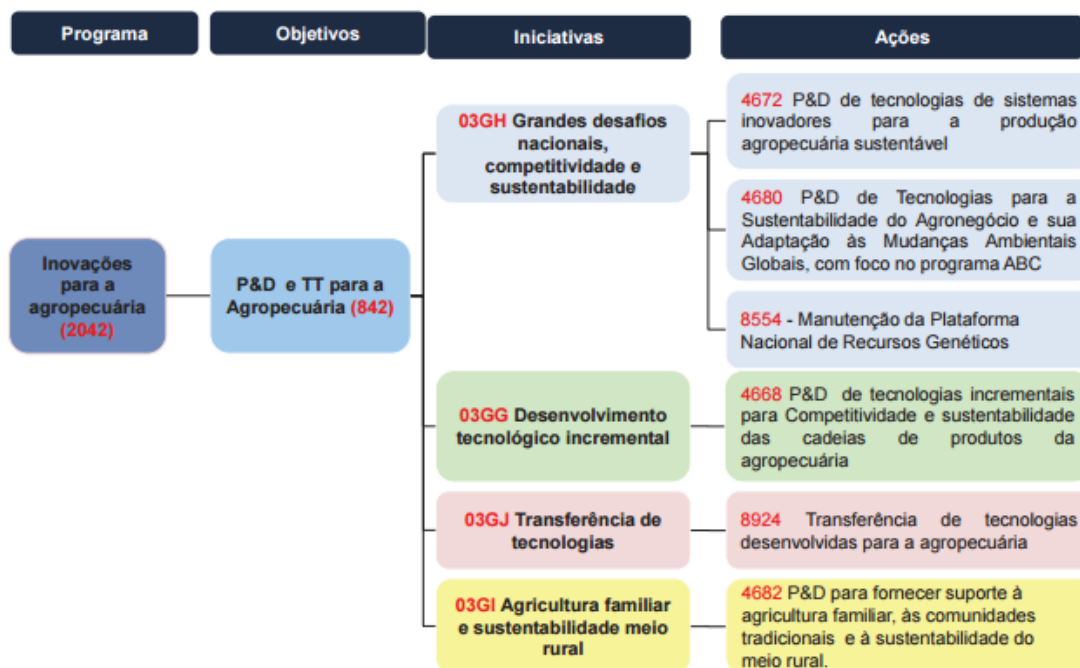 Programa
Objetivos
Iniciativas
Ações
Inovações
para a
agropecuária
(2042)
P&D e TT para a
Agropecuária (842)
03GH Grandes desafios
nacionais,
competitividade e
sustentabilidade
4672 P&D de tecnologias de sistemas
inovadores para a produção
agropecuária sustentável
4680 P&D de Tecnologias para a
Sustentabilidade do Agronegócio e sua
Adaptação às Mudanças Ambientais
Globais, com foco no programa ABC
8554 - Manutenção da Plataforma
Nacional de Recursos Genéticos
03GG Desenvolvimento
tecnológico incremental
4668 P&D de tecnologias incrementais
para Competitividade e sustentabilidade
das cadeias de produtos da
agropecuária
03GJ Transferência de
tecnologias
8924 Transferência de tecnologias
desenvolvidas para a agropecuária
03GI Agricultura familiar
e sustentabilidade meio
rural
4682 P&D para fornecer suporte à
agricultura familiar, às comunidades
tradicionais e à sustentabilidade do
meio rural.